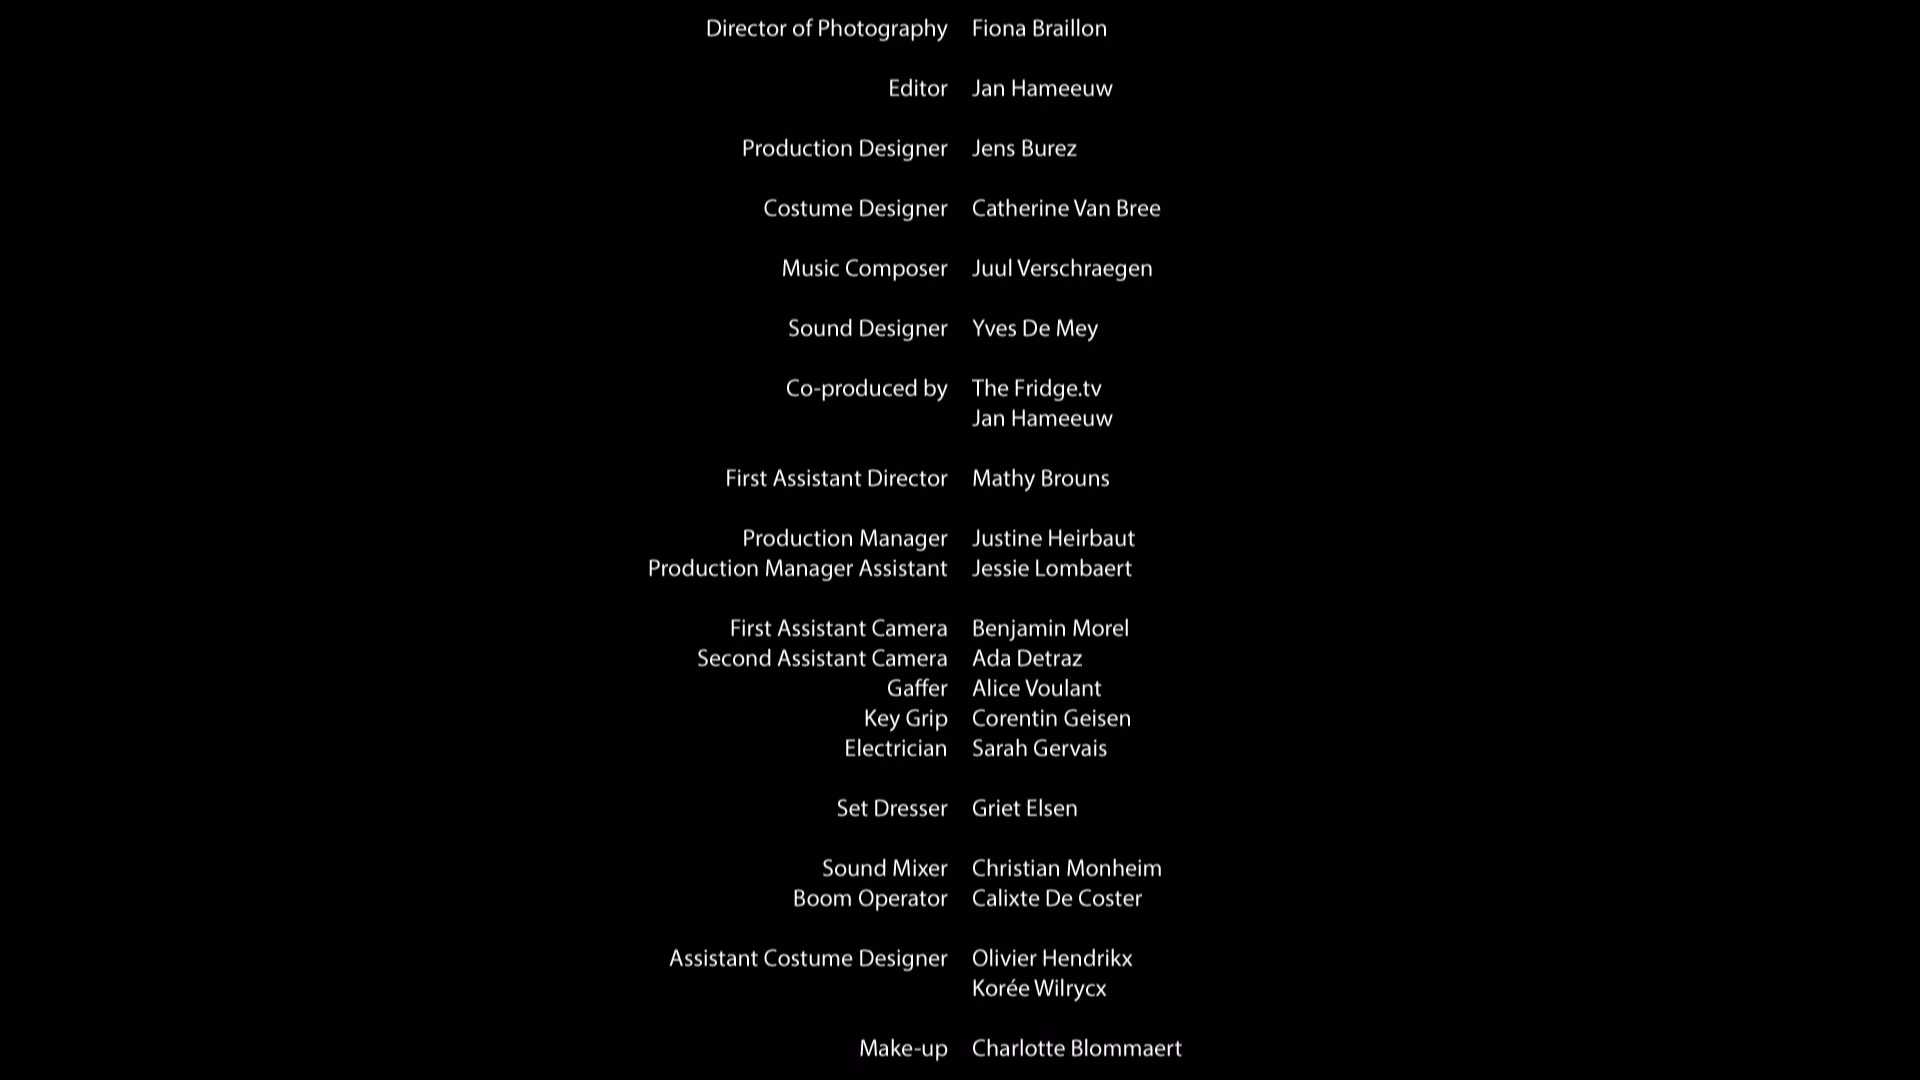 Director of Photography Fiona Braillon
Editor Jan Hameeuw
Production Designer Jens Burez
Costume Designer Catherine Van Bree
Music Composer Juul Verschraegen
Sound Designer Yves De Mey
Co-produced by The Fridge.tv
Jan Hameeuw
First Assistant Director Mathy Brouns
Production Manager Justine Heirbaut
Production Manager Assistant Jessie Lombaert
First Assistant Camera Benjamin Morel
Second Assistant Camera Ada Detraz
Gaffer Alice Voulant
Key Grip Corentin Geisen
Electrician Sarah Gervais
Set Dresser Griet Elsen
Sound Mixer Christian Monheim
Boom Operator Calixte De Coster
Assistant Costume Designer Olivier Hendrikx
Korée Wilrycx
Make-up Charlotte Blommaert